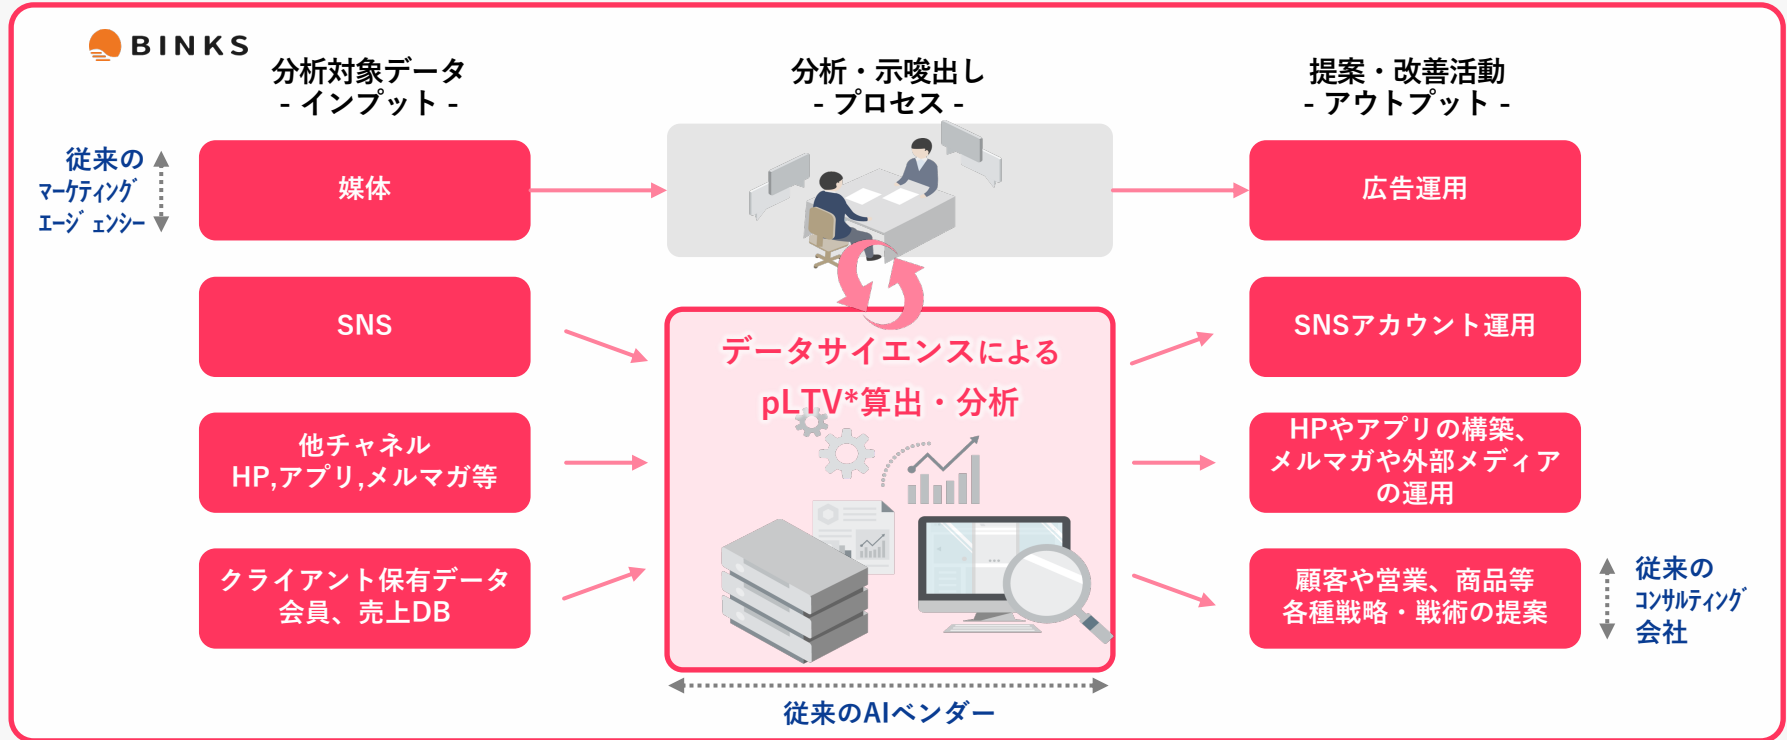 BINKS
分析対象データ
- インプット -
分析・示唆出し
- プロセス -
提案・改善活動
- アウトプット -
従来の
ﾏｰｹﾃｨﾝｸﾞ
ｴｰｼﾞｪﾝｼｰ
媒体
広告運用
SNS
SNSアカウント運用
データサイエンスによる
pLTV*算出・分析
他チャネル
HP,アプリ,メルマガ等
HPやアプリの構築、
メルマガや外部メディア
の運用
クライアント保有データ
会員、売上DB
顧客や営業、商品等
各種戦略・戦術の提案
従来の
ｺﾝｻﾙﾃｨﾝｸﾞ
会社
従来のAIベンダー